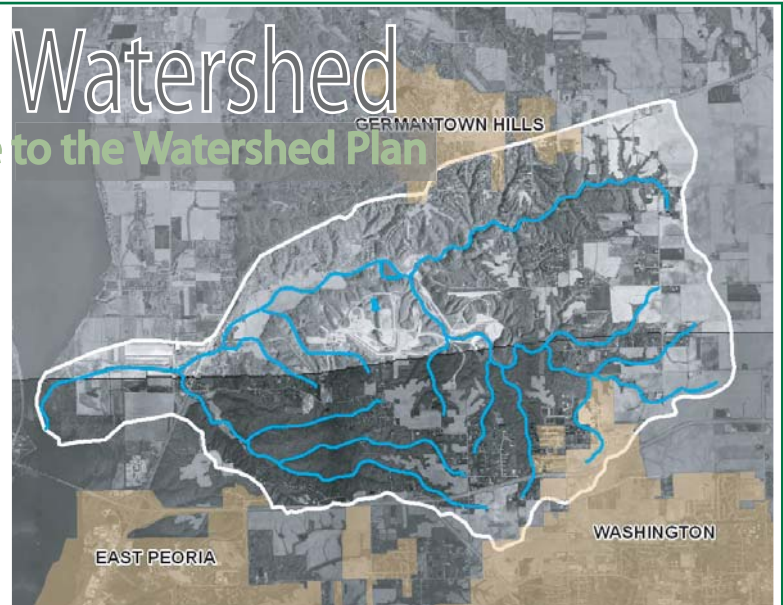 Watershed
to the Watershed Plan
GERMANTOWN HILLS
WASHINGTON
EAST PEORIA